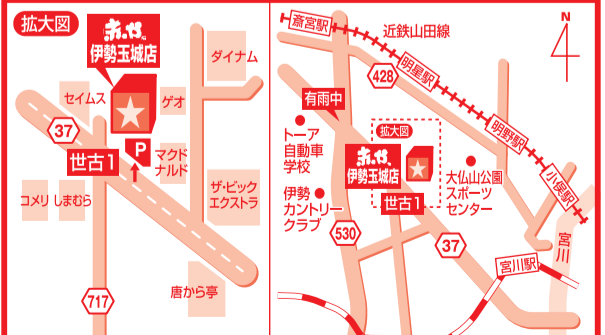 拡大図
赤から
伊勢玉城店
ダイナム
セイムス
ゲオ
37
P
世古1
マクド
ナルド
コメリ
しまむら
ザ・ビック
エクストラ
717
唐から亭
斎宮駅
近鉄山田線
N
428
明星駅
有雨中
明野駅
トーア
自動車
学校
拡大図
赤から
伊勢玉城店
大仏山公園
スポーツ
センター
小俣駅
伊勢
カントリー
クラブ
世古1
530
37
宮川
宮川駅